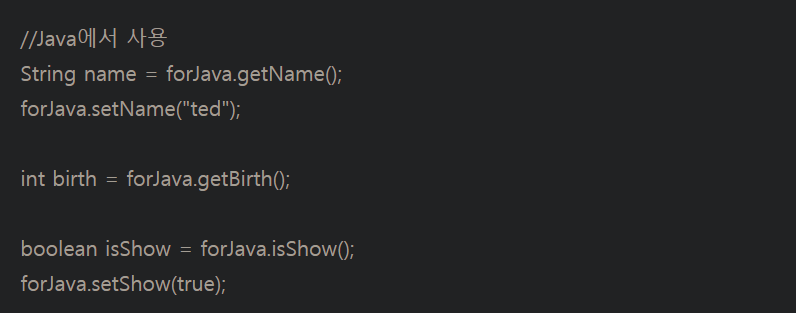 //Java에서 사용
String name = forJava.getName();
forJava.setName("ted");
int birth = forJava.getBirth();
boolean isShow = forJava.isShow();
forJava.setShow(true);